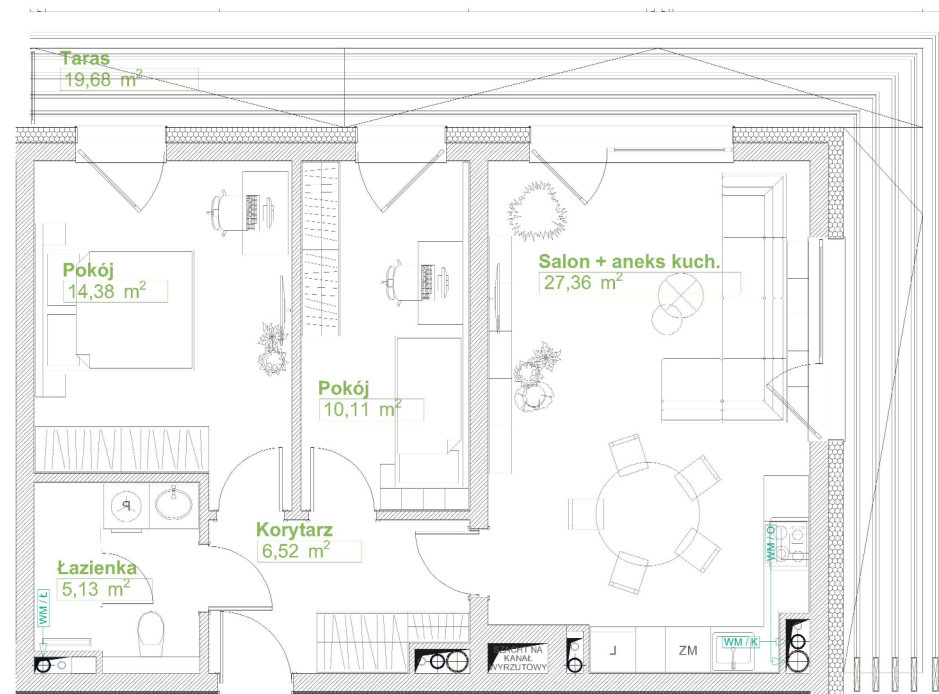 Taras
19,68 m²
Pokój
14,38 m²
Salon + aneks kuch.
27,36 m²
Pokój
10,11 m²
P
Korytarz
6,52 m²
WM / O
Łazienka
5,13 m²
WM / Ł
WM / K
SZACHT NA
KANAŁ
WYRZUTOWY
L
ZM